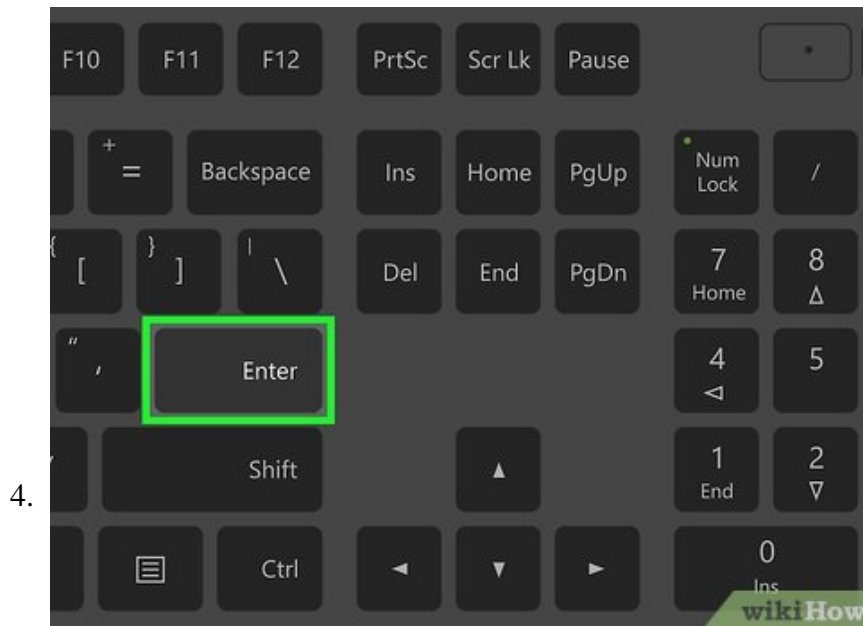 F10 F11 F12 PrtSc Scr Lk Pause
+ = Backspace Ins Home PgUp Num Lock /
{ [ } ] | \ Del End PgDn 7 Home 8
“ ‘ Enter 4 5
4. Shift 1 End 2
Ctrl 0 Ins
wikiHow